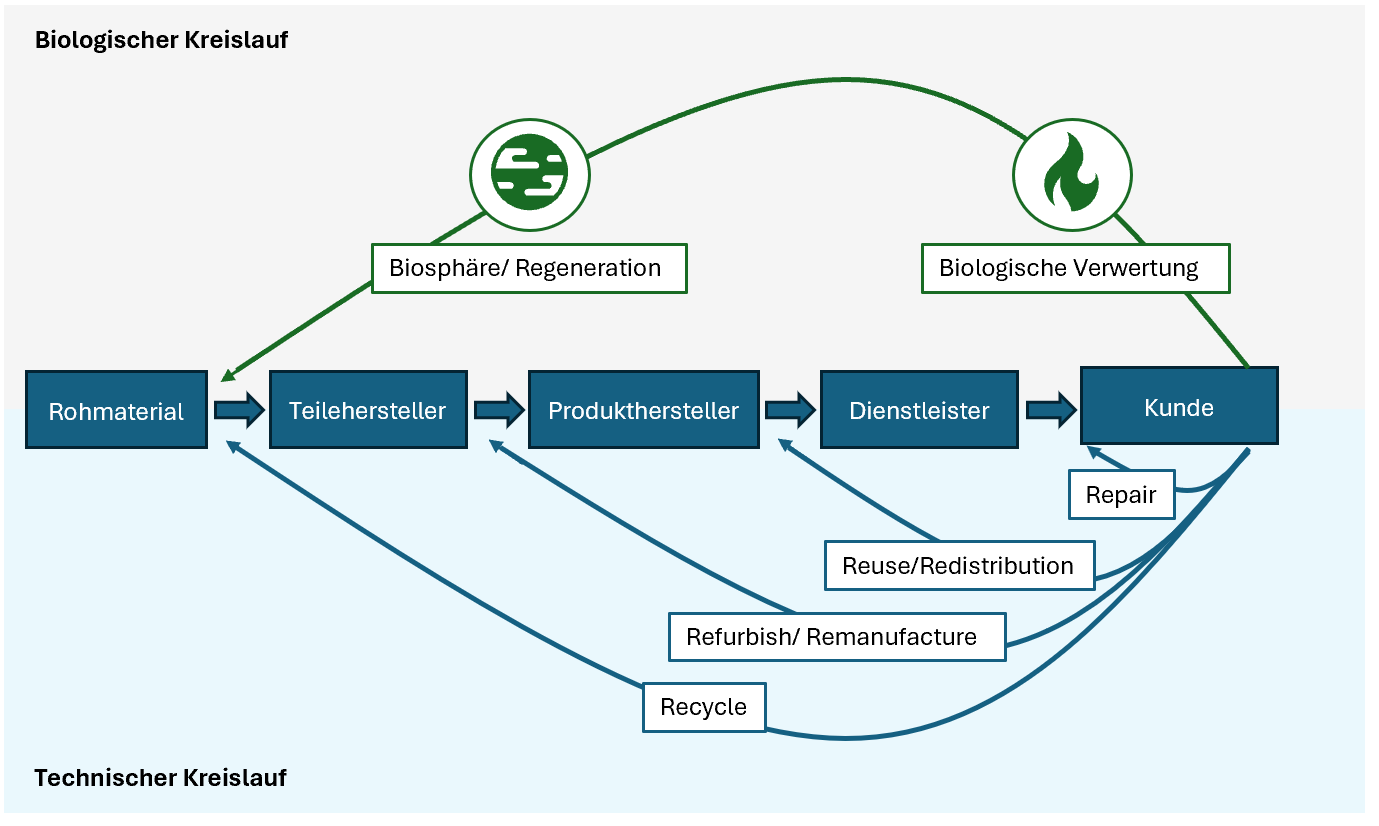 Biologischer Kreislauf
Biosphäre/ Regeneration
Biologische Verwertung
Rohmaterial
Teilehersteller
Produkthersteller
Dienstleister
Kunde
Repair
Reuse/Redistribution
Refurbish/ Remanufacture
Recycle
Technischer Kreislauf